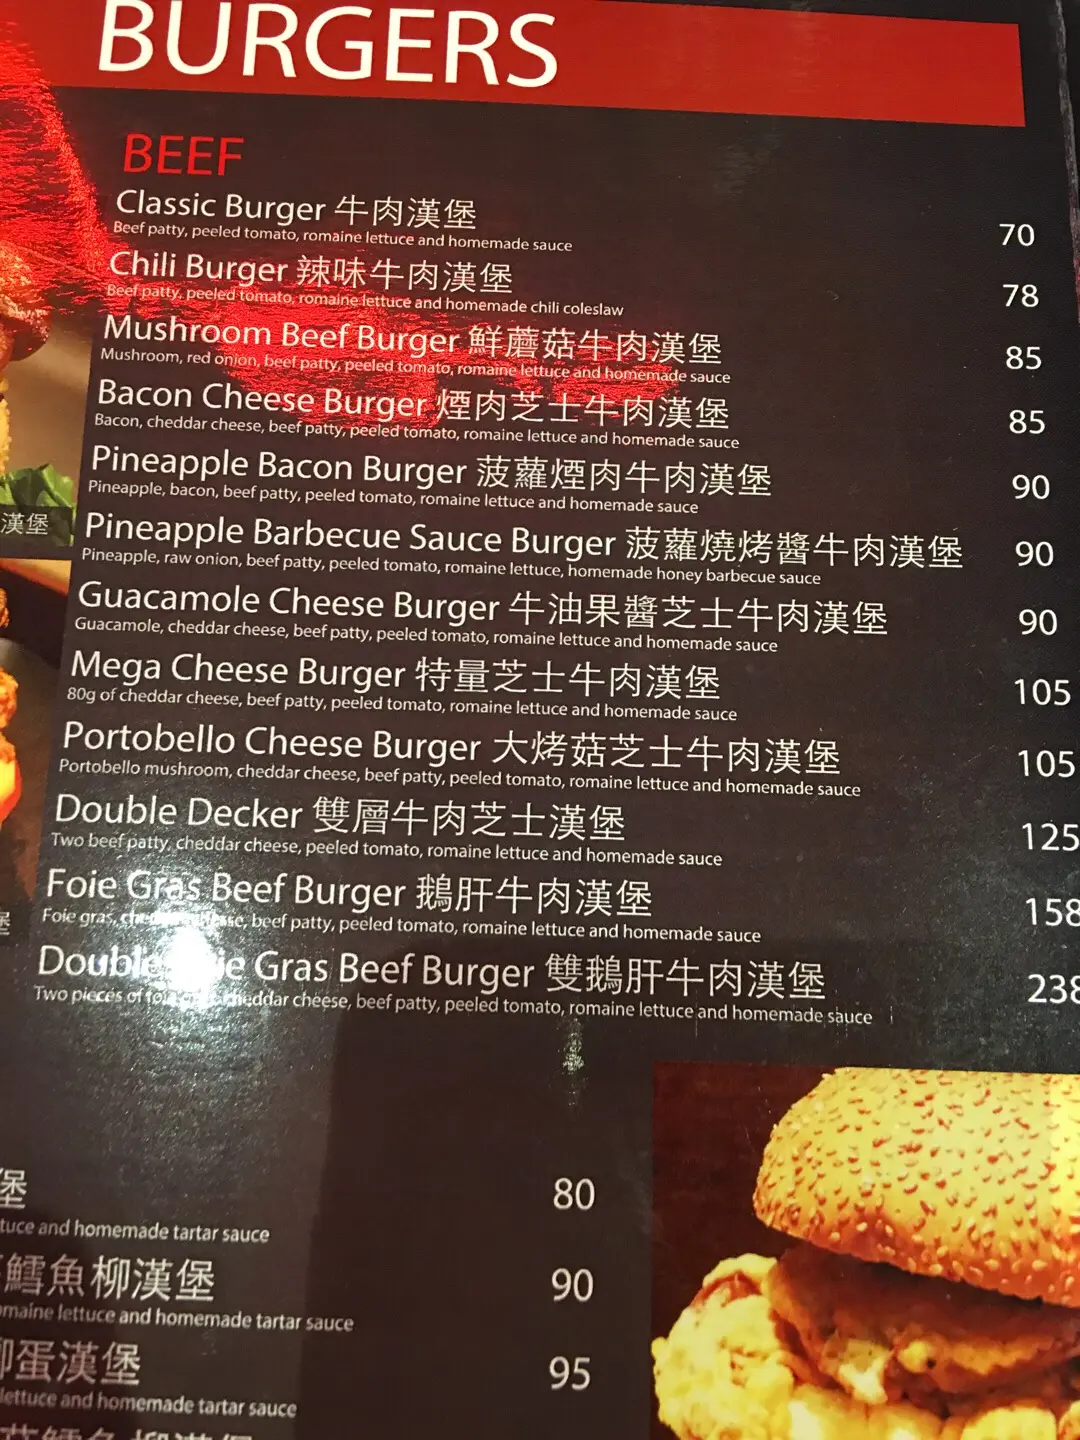 BURGERS
BEEF
Classic Burger 牛肉漢堡 70
Beef patty, peeled tomato, romaine lettuce and homemade sauce
Chili Burger 辣味牛肉漢堡 78
Beef patty, peeled tomato, romaine lettuce and homemade chili coleslaw
Mushroom Beef Burger 鮮蘑菇牛肉漢堡 85
Mushroom, red onion, beef patty, peeled tomato, romaine lettuce and homemade sauce
Bacon Cheese Burger 煙肉芝士牛肉漢堡 85
Bacon, cheddar cheese, beef patty, peeled tomato, romaine lettuce and homemade sauce
Pineapple Bacon Burger 菠蘿煙肉牛肉漢堡 90
Pineapple, bacon, beef patty, peeled tomato, romaine lettuce and homemade sauce
Pineapple Barbecue Sauce Burger 菠蘿燒烤醬牛肉漢堡 90
Pineapple, raw onion, beef patty, peeled tomato, romaine lettuce, homemade honey barbecue sauce
Guacamole Cheese Burger 牛油果醬芝士牛肉漢堡 90
Guacamole, cheddar cheese, beef patty, peeled tomato, romaine lettuce and homemade sauce
Mega Cheese Burger 特量芝士牛肉漢堡 105
80g of cheddar cheese, beef patty, peeled tomato, romaine lettuce and homemade sauce
Portobello Cheese Burger 大烤菇芝士牛肉漢堡 105
Portobello mushroom, cheddar cheese, beef patty, peeled tomato, romaine lettuce and homemade sauce
Double Decker 雙層牛肉芝士漢堡 125
Two beef patty, cheddar cheese, peeled tomato, romaine lettuce and homemade sauce
Foie Gras Beef Burger 鵝肝牛肉漢堡 158
Foie gras, cheddar cheese, beef patty, peeled tomato, romaine lettuce and homemade sauce
Double Foie Gras Beef Burger 雙鵝肝牛肉漢堡 238
Two pieces of cheddar cheese, beef patty, peeled tomato, romaine lettuce and homemade sauce
漢堡
堡
堡 80
tuce and homemade tartar sauce
鱈魚柳漢堡 90
omaine lettuce and homemade tartar sauce
蛋漢堡 95
lettuce and homemade tartar sauce